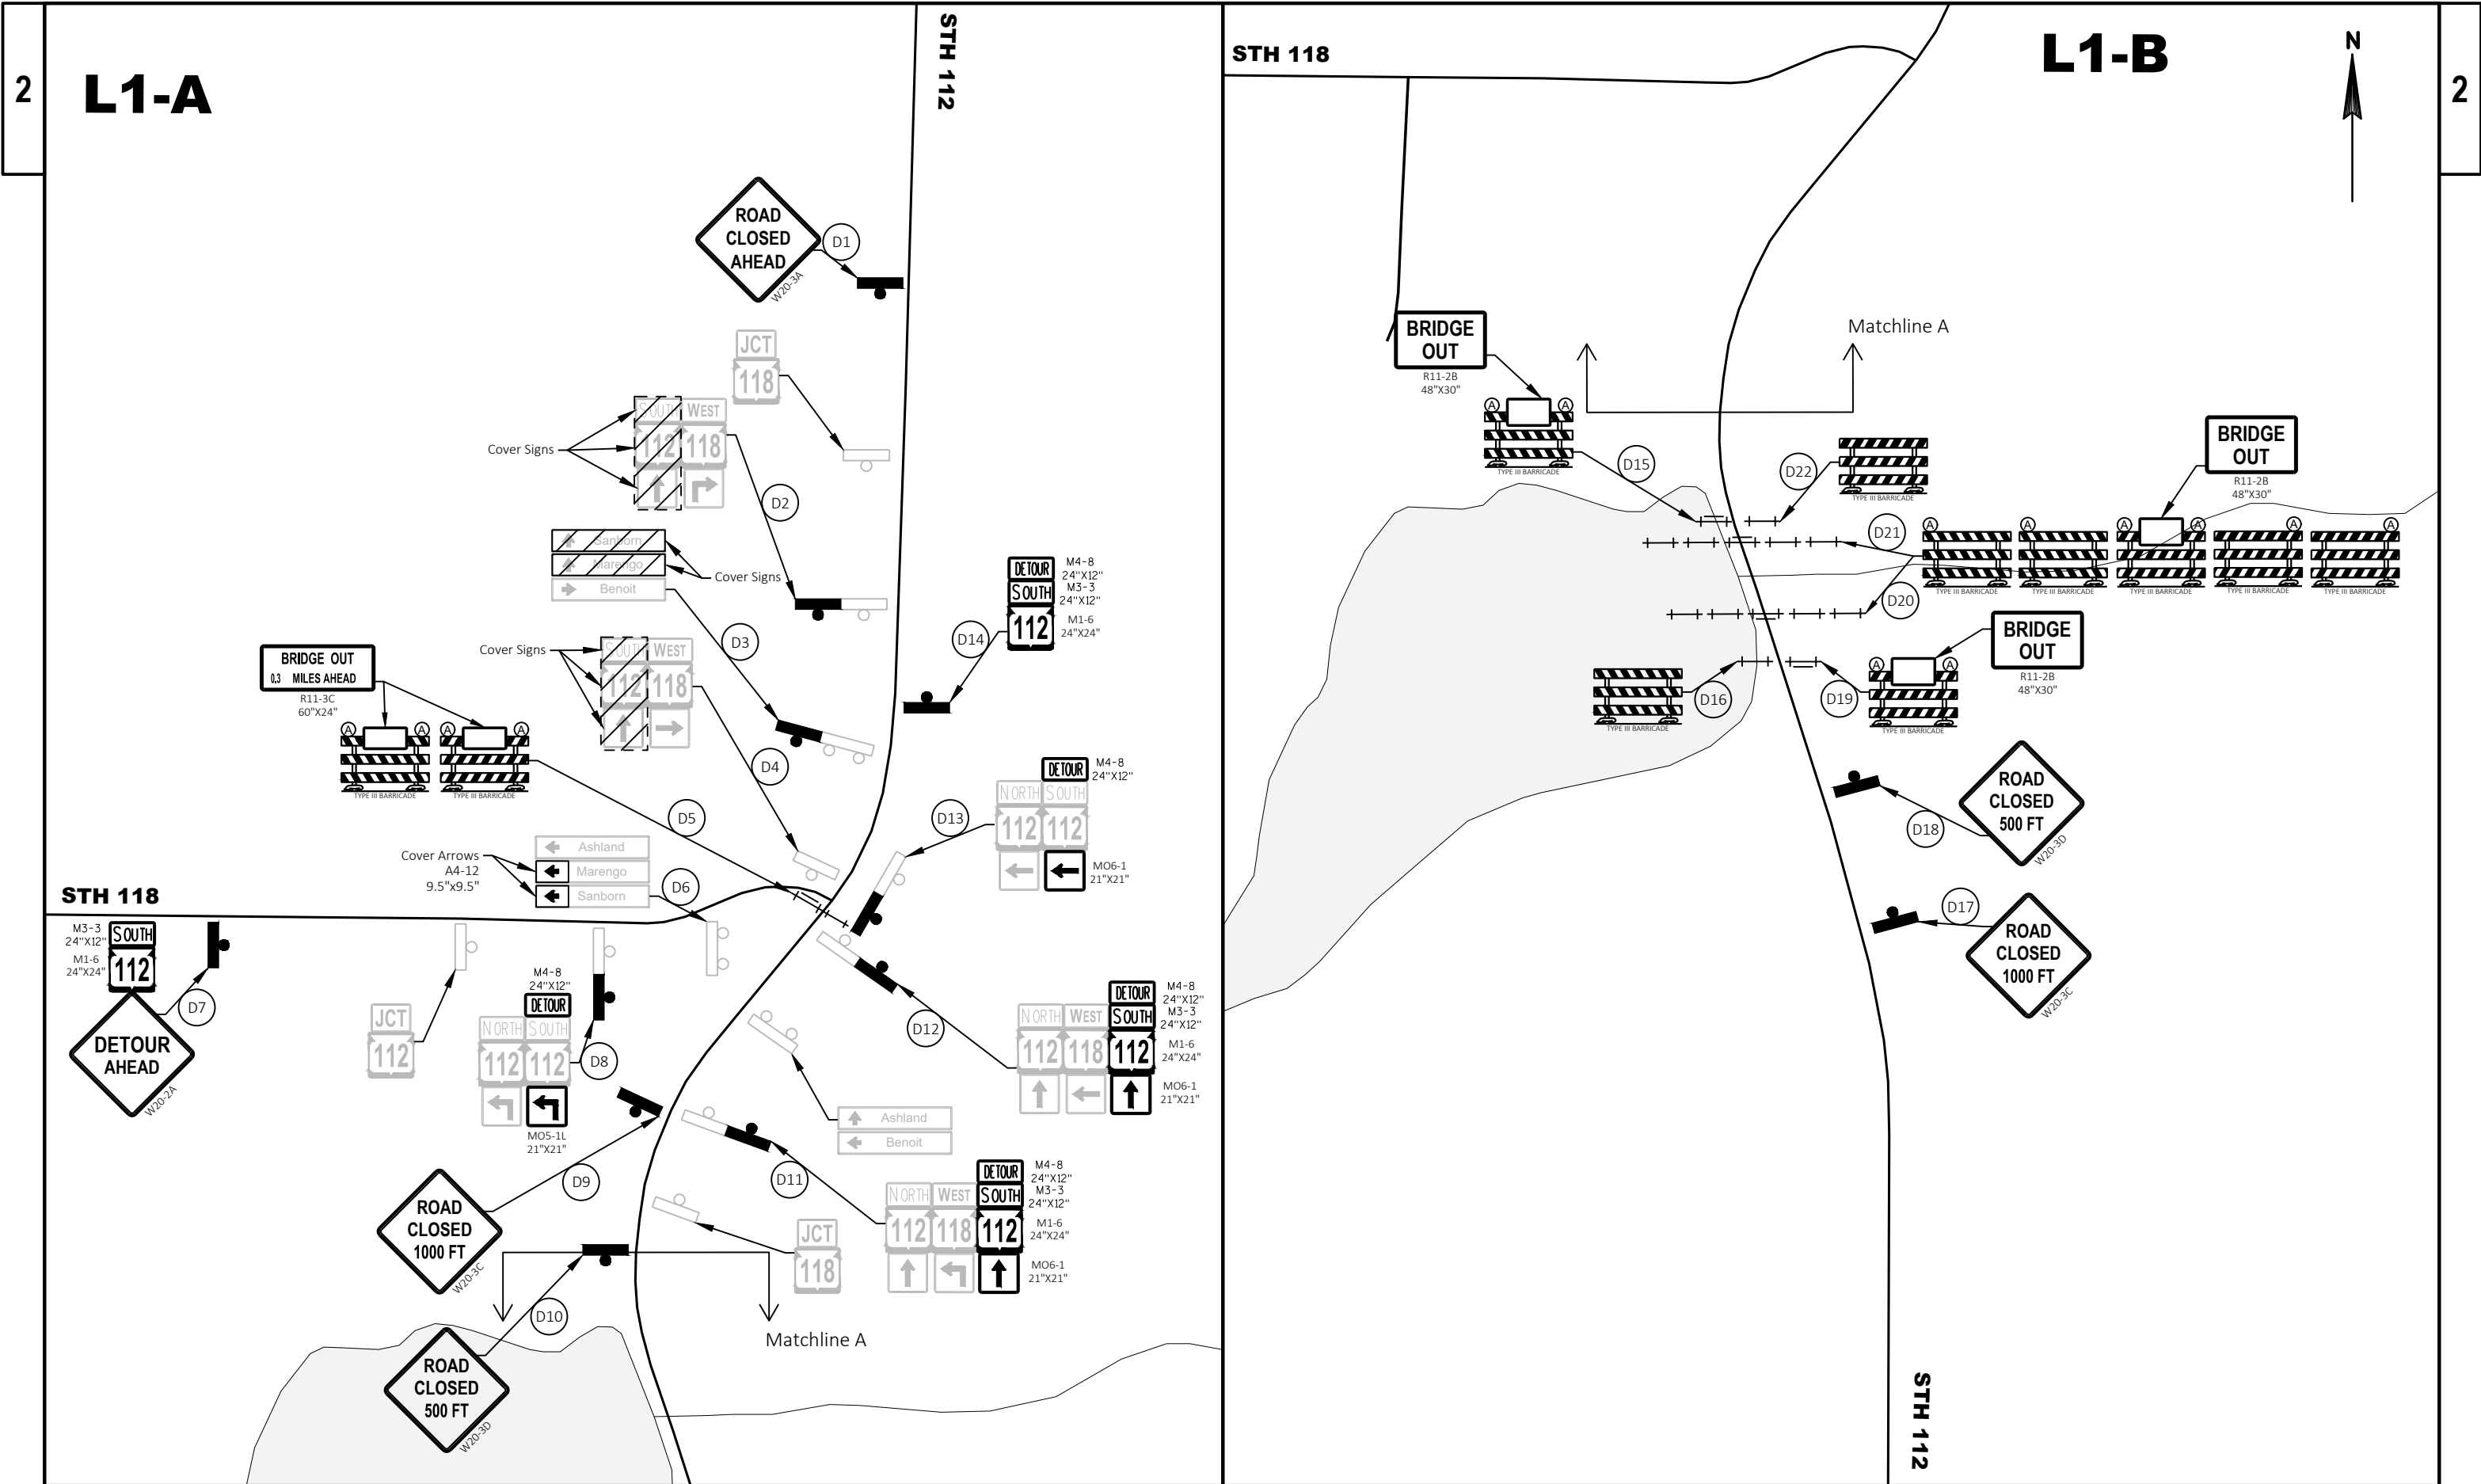 2
L1-A
STH 112
ROAD
CLOSED
AHEAD
W20-3A
D1
JCT
118
SOUTH WEST
112 118
Cover Signs
D2
Sanborn
Marengo
Benoit
Cover Signs
D3
DETOUR
SOUTH
112
M4-8
24"X12"
M3-3
24"X12"
M1-6
24"X24"
D14
Cover Signs
SOUTH WEST
112 118
D4
BRIDGE OUT
0.3 MILES AHEAD
R11-3C
60"X24"
A A A A
TYPE III BARRICADE TYPE III BARRICADE
D5
DETOUR
M4-8
24"X12"
NORTH SOUTH
112 112
MO6-1
21"X21"
D13
Cover Arrows
A4-12
9.5"x9.5"
Ashland
Marengo
Sanborn
D6
STH 118
M3-3
24"X12"
SOUTH
M1-6
24"X24"
112
D7
DETOUR
AHEAD
W20-2A
JCT
112
M4-8
24"X12"
DETOUR
NORTH SOUTH
112 112
D8
MO5-1L
21"X21"
DETOUR
M4-8
24"X12"
NORTH WEST SOUTH
M3-3
24"X12"
112 118 112
M1-6
24"X24"
MO6-1
21"X21"
D12
Ashland
Benoit
D9
ROAD
CLOSED
1000 FT
W20-3C
D11
DETOUR
M4-8
24"X12"
NORTH WEST SOUTH
M3-3
24"X12"
112 118 112
M1-6
24"X24"
MO6-1
21"X21"
JCT
118
D10
Matchline A
ROAD
CLOSED
500 FT
W20-3D
STH 118
L1-B
N
2
Matchline A
BRIDGE
OUT
R11-2B
48"X30"
A A
TYPE III BARRICADE
D15
D22
TYPE III BARRICADE
BRIDGE
OUT
R11-2B
48"X30"
D21
A A A A A A
TYPE III BARRICADE TYPE III BARRICADE TYPE III BARRICADE TYPE III BARRICADE TYPE III BARRICADE
D20
BRIDGE
OUT
R11-2B
48"X30"
A A
TYPE III BARRICADE
D19
D16
TYPE III BARRICADE
ROAD
CLOSED
500 FT
W20-3D
D18
D17
ROAD
CLOSED
1000 FT
W20-3C
STH 112